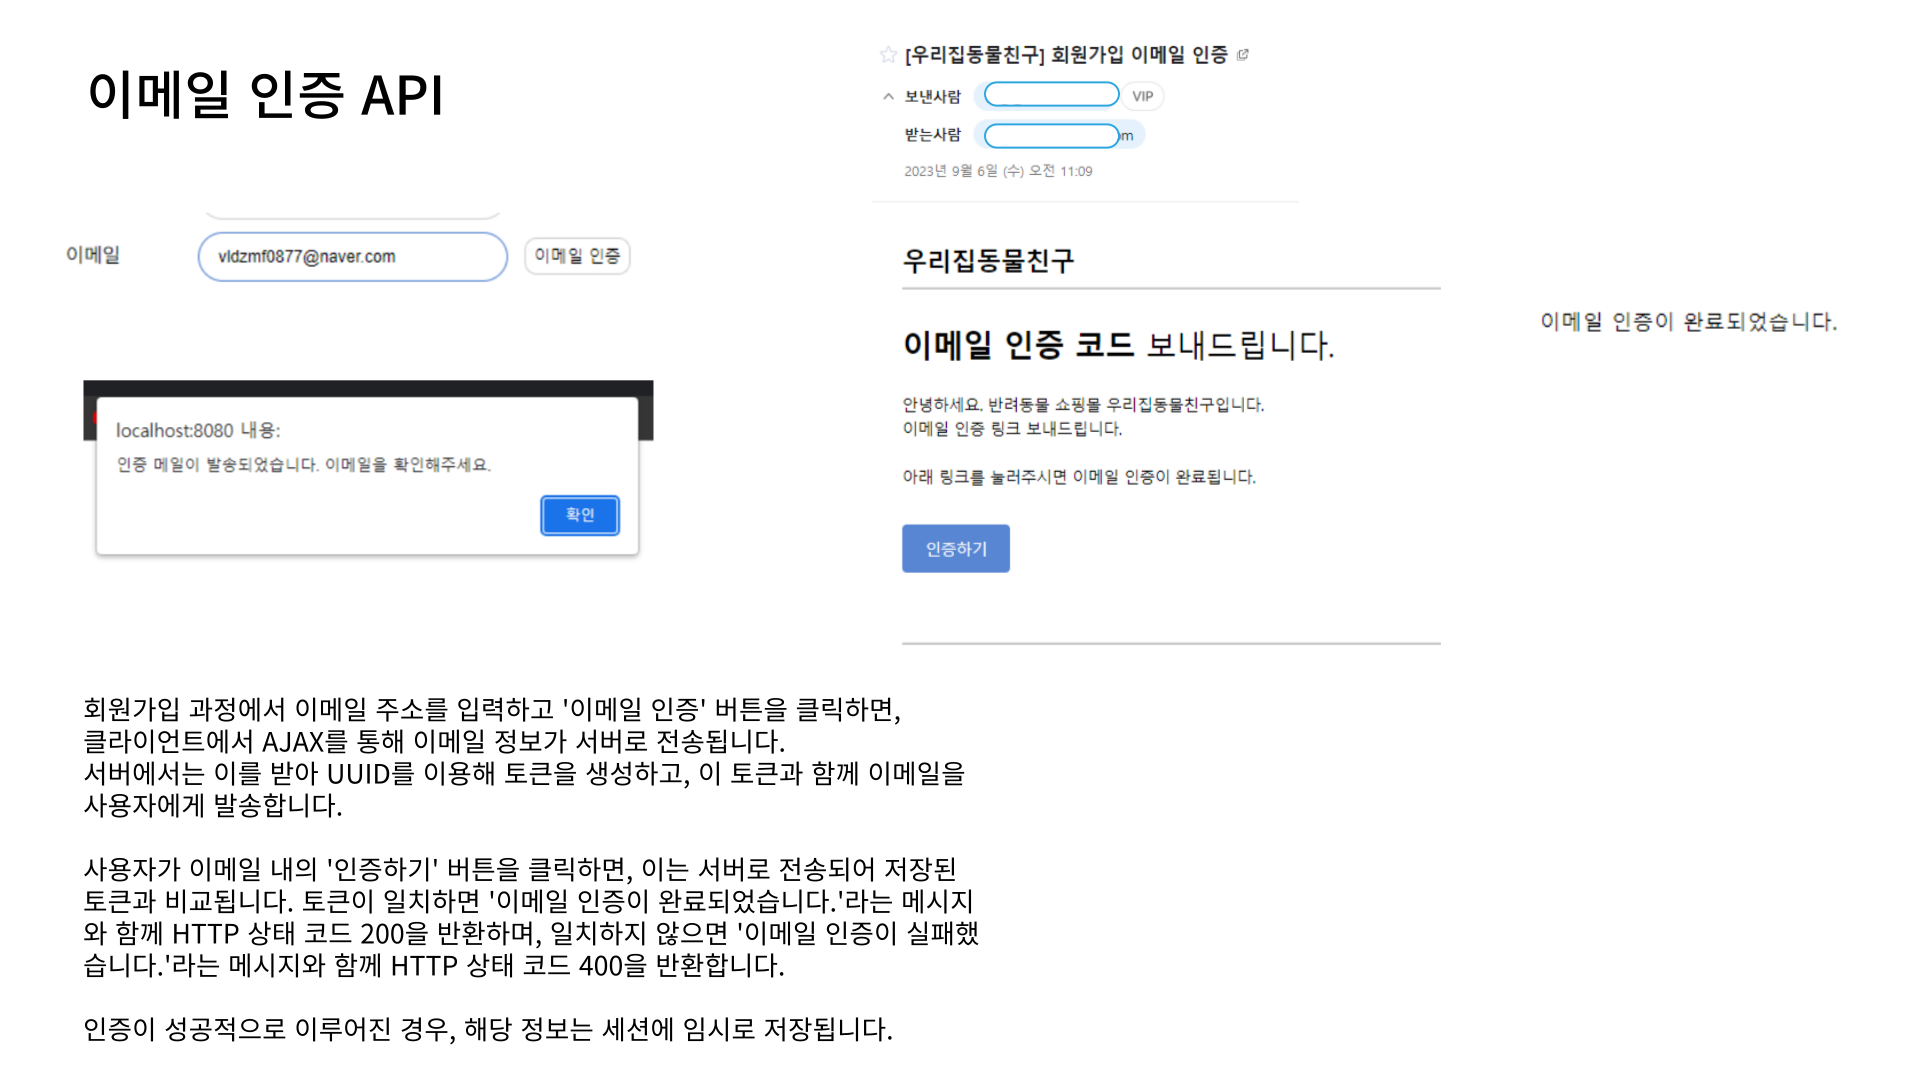 이메일 인증 API
이메일
vldzmf0877@naver.com
이메일 인증
localhost:8080 내용:
인증 메일이 발송되었습니다. 이메일을 확인해주세요.
확인
[우리집동물친구] 회원가입 이메일 인증
보낸사람
VIP
받는사람
m
2023년 9월 6일 (수) 오전 11:09
우리집동물친구
이메일 인증 코드 보내드립니다.
안녕하세요. 반려동물 쇼핑몰 우리집동물친구입니다.
이메일 인증 링크 보내드립니다.
아래 링크를 눌러주시면 이메일 인증이 완료됩니다.
인증하기
이메일 인증이 완료되었습니다.
회원가입 과정에서 이메일 주소를 입력하고 '이메일 인증' 버튼을 클릭하면,
클라이언트에서 AJAX를 통해 이메일 정보가 서버로 전송됩니다.
서버에서는 이를 받아 UUID를 이용해 토큰을 생성하고, 이 토큰과 함께 이메일을
사용자에게 발송합니다.
사용자가 이메일 내의 '인증하기' 버튼을 클릭하면, 이는 서버로 전송되어 저장된
토큰과 비교됩니다. 토큰이 일치하면 '이메일 인증이 완료되었습니다.'라는 메시지
와 함께 HTTP 상태 코드 200을 반환하며, 일치하지 않으면 '이메일 인증이 실패했
습니다.'라는 메시지와 함께 HTTP 상태 코드 400을 반환합니다.
인증이 성공적으로 이루어진 경우, 해당 정보는 세션에 임시로 저장됩니다.